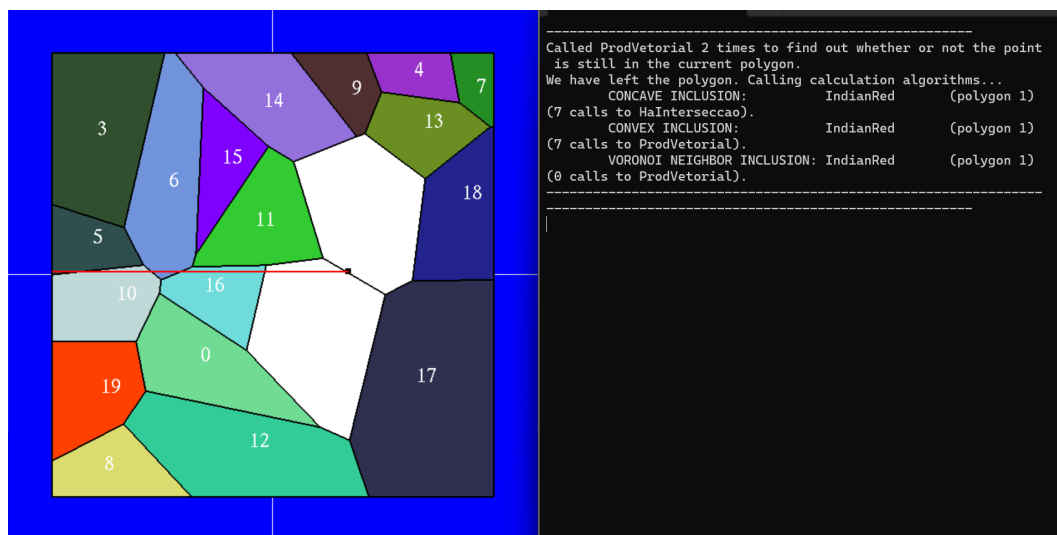 4
7
9
14
13
3
15
6
18
11
5
16
10
0
17
19
12
8
------------------------------------------------------
Called ProdVetorial 2 times to find out whether or not the point
is still in the current polygon.
We have left the polygon. Calling calculation algorithms...
CONCAVE INCLUSION: IndianRed (polygon 1)
(7 calls to HaInterseccao).
CONVEX INCLUSION: IndianRed (polygon 1)
(7 calls to ProdVetorial).
VORONOI NEIGHBOR INCLUSION: IndianRed (polygon 1)
(0 calls to ProdVetorial).
---------------------------------------------------------------
------------------------------------------------------